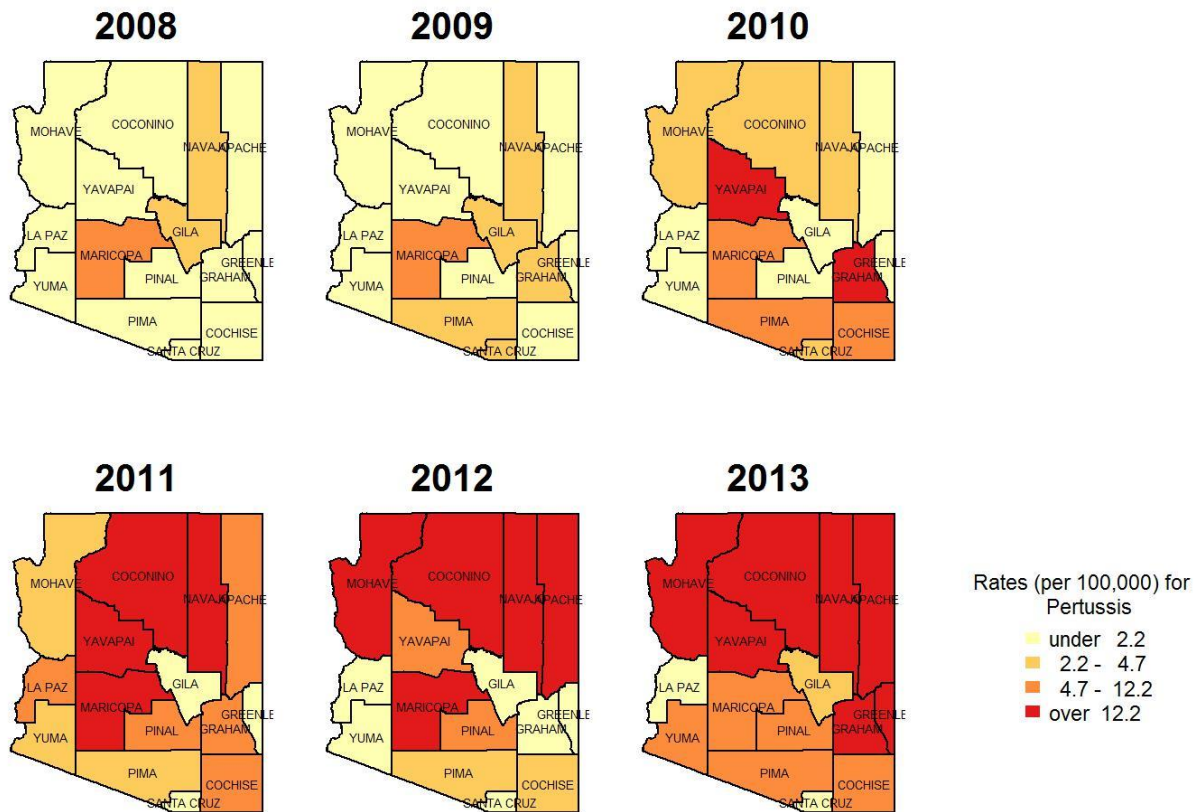 2008
2009
2010
MOHAVE
COCONINO
NAVAJO
APACHE
YAVAPAI
LA PAZ
GILA
MARICOPA
YUMA
PINAL
GRAHAM
GREENLE
PIMA
COCHISE
SANTA CRUZ
MOHAVE
COCONINO
NAVAJO
APACHE
YAVAPAI
LA PAZ
GILA
MARICOPA
YUMA
PINAL
GRAHAM
GREENLE
PIMA
COCHISE
SANTA CRUZ
MOHAVE
COCONINO
NAVAJO
APACHE
YAVAPAI
LA PAZ
GILA
MARICOPA
YUMA
PINAL
GRAHAM
GREENLE
PIMA
COCHISE
SANTA CRUZ
2011
2012
2013
MOHAVE
COCONINO
NAVAJO
APACHE
YAVAPAI
LA PAZ
GILA
MARICOPA
YUMA
PINAL
GRAHAM
GREENLE
PIMA
COCHISE
SANTA CRUZ
MOHAVE
COCONINO
NAVAJO
APACHE
YAVAPAI
LA PAZ
GILA
MARICOPA
YUMA
PINAL
GRAHAM
GREENLE
PIMA
COCHISE
SANTA CRUZ
MOHAVE
COCONINO
NAVAJO
APACHE
YAVAPAI
LA PAZ
GILA
MARICOPA
YUMA
PINAL
GRAHAM
GREENLE
PIMA
COCHISE
SANTA CRUZ
Rates (per 100,000) for
Pertussis
under 2.2
2.2 - 4.7
4.7 - 12.2
over 12.2